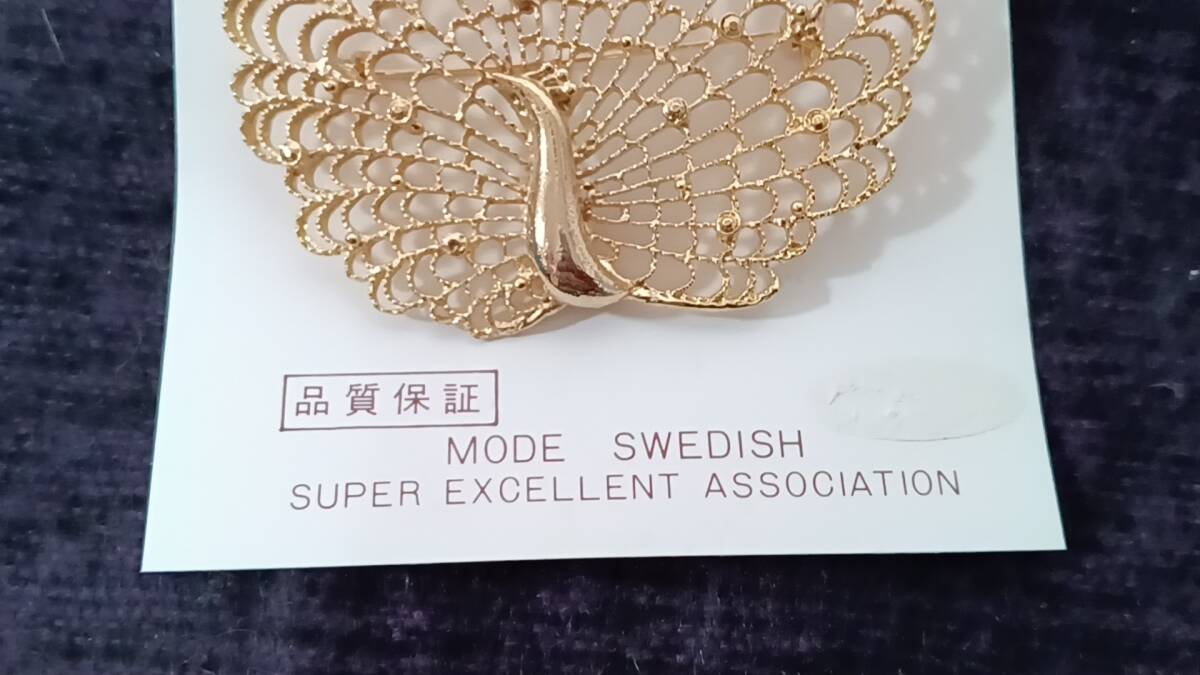 品質保証
MODE SWEDISH
SUPER EXCELLENT ASSOCIATION